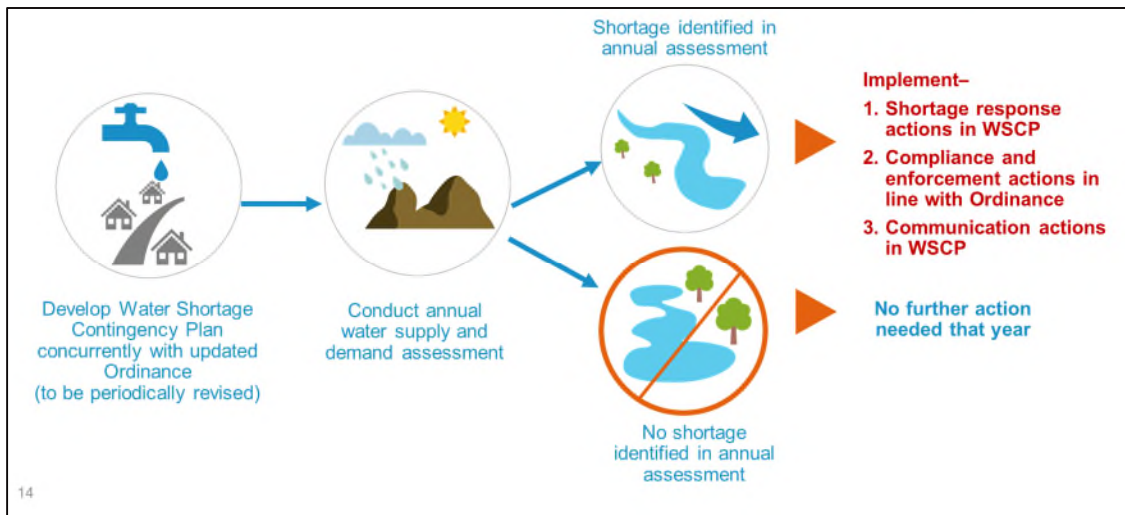 Develop Water Shortage
Contingency Plan
concurrently with updated
Ordinance
(to be periodically revised)
Conduct annual
water supply and
demand assessment
Shortage identified in
annual assessment
Implement–
1. Shortage response
actions in WSCP
2. Compliance and
enforcement actions in
line with Ordinance
3. Communication actions
in WSCP
No shortage
identified in annual
assessment
No further action
needed that year
14